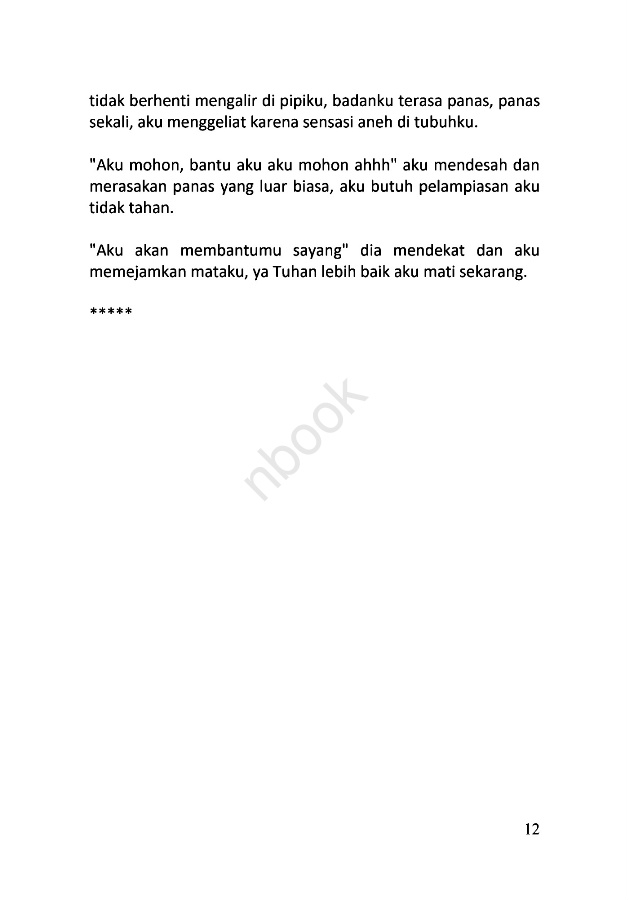 tidak berhenti mengalir di pipiku, badanku terasa panas, panas
sekali, aku menggeliat karena sensasi aneh di tubuhku.
"Aku mohon, bantu aku aku mohon ahhh" aku mendesah dan
merasakan panas yang luar biasa, aku butuh pelampiasan aku
tidak tahan.
"Aku akan membantumu sayang" dia mendekat dan aku
memejamkan mataku, ya Tuhan lebih baik aku mati sekarang.
*****
nbook
12